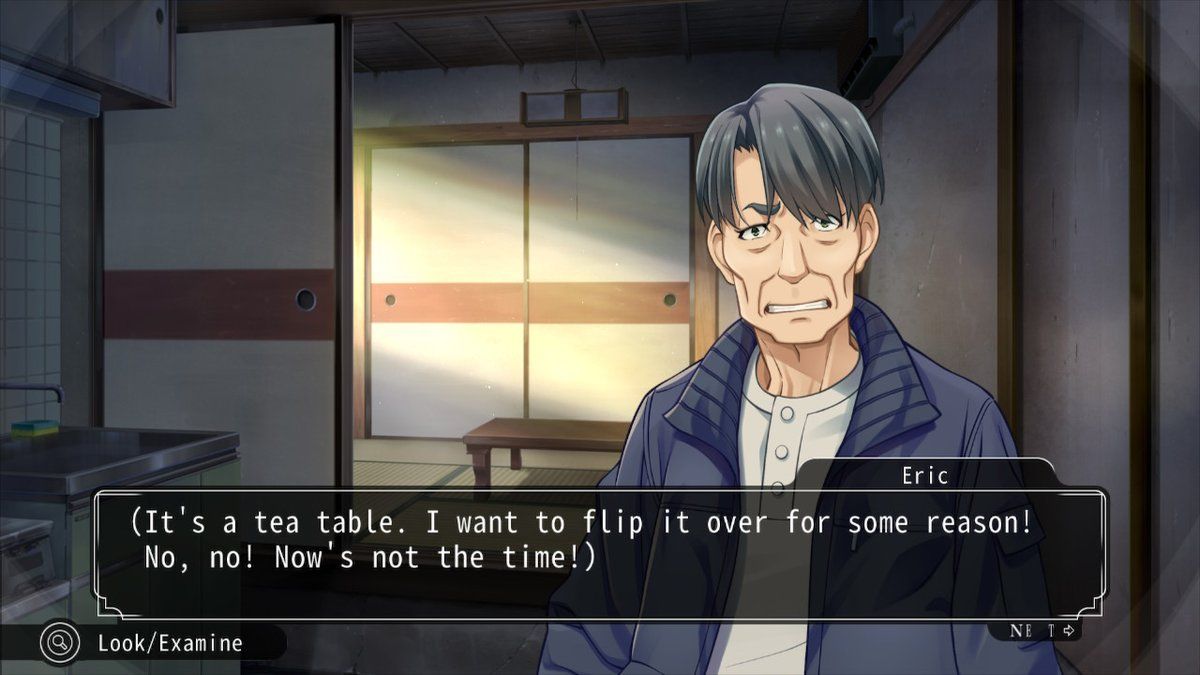 Eric
(It's a tea table. I want to flip it over for some reason!
No, no! Now's not the time!)
Look/Examine
NE T